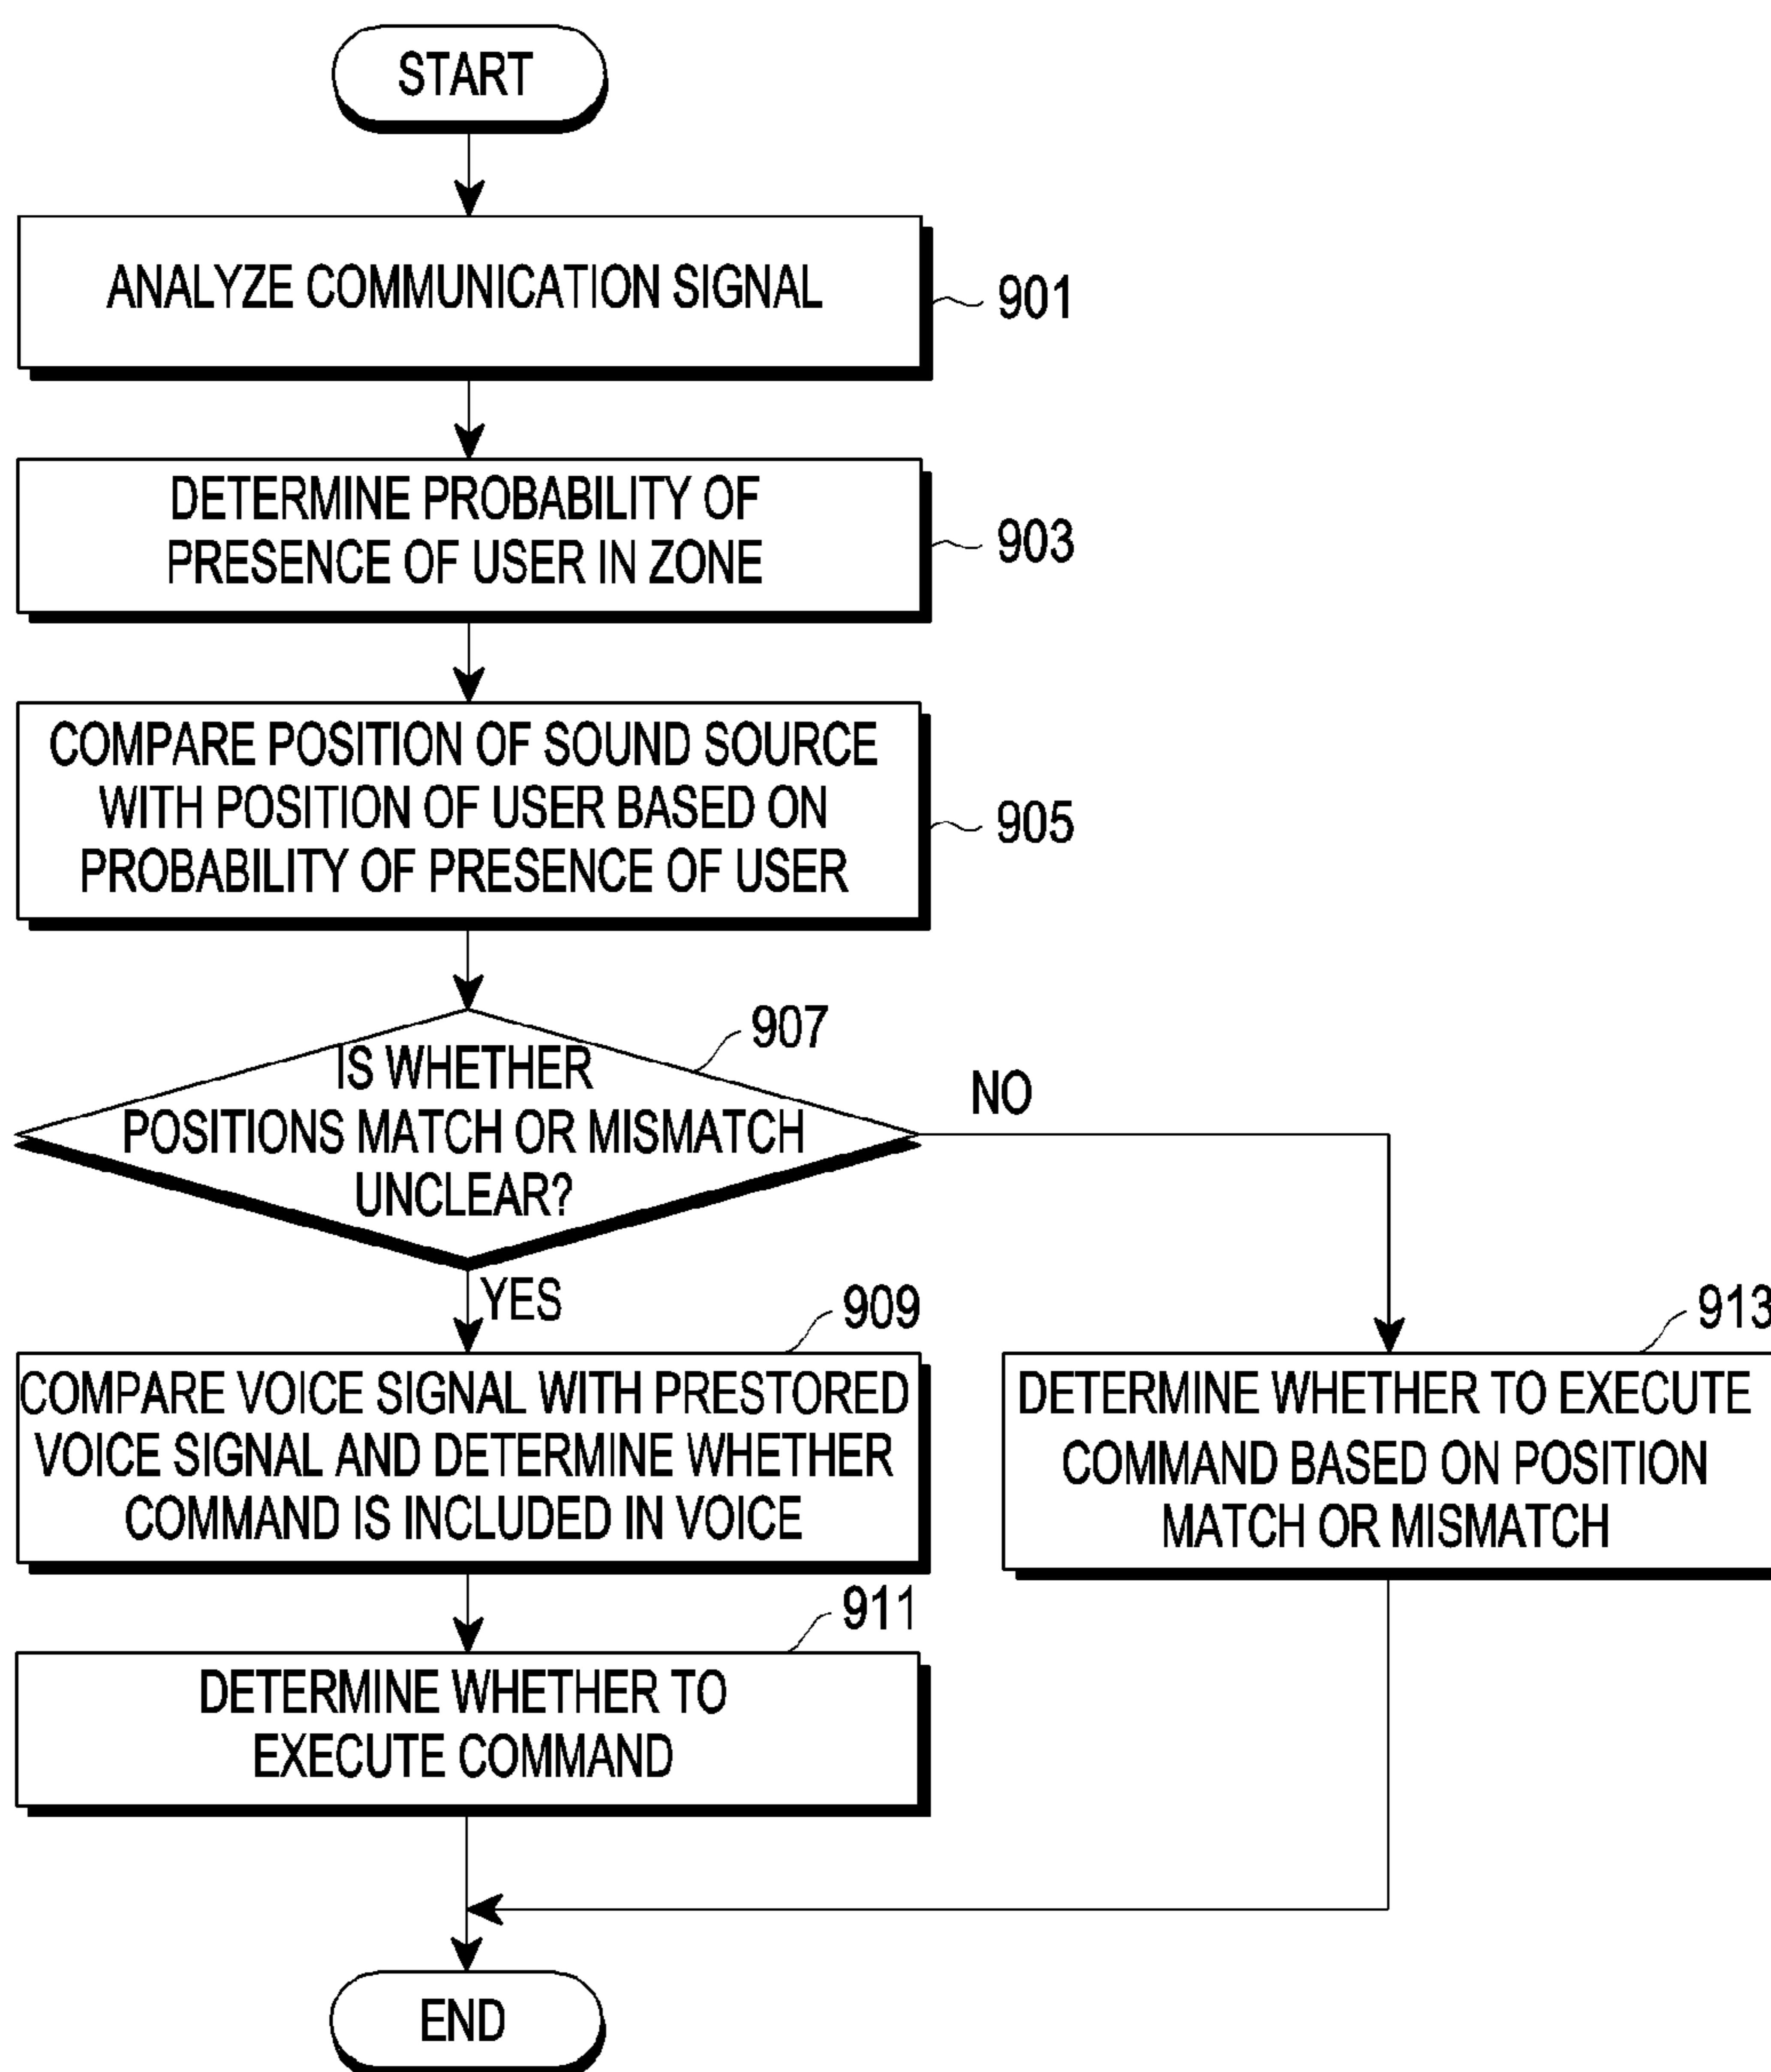 START
ANALYZE COMMUNICATION SIGNAL
901
DETERMINE PROBABILITY OF
PRESENCE OF USER IN ZONE
903
COMPARE POSITION OF SOUND SOURCE
WITH POSITION OF USER BASED ON
PROBABILITY OF PRESENCE OF USER
905
907
IS WHETHER
POSITIONS MATCH OR MISMATCH
UNCLEAR?
NO
YES
909
COMPARE VOICE SIGNAL WITH PRESTORED
VOICE SIGNAL AND DETERMINE WHETHER
COMMAND IS INCLUDED IN VOICE
913
DETERMINE WHETHER TO EXECUTE
COMMAND BASED ON POSITION
MATCH OR MISMATCH
911
DETERMINE WHETHER TO
EXECUTE COMMAND
END